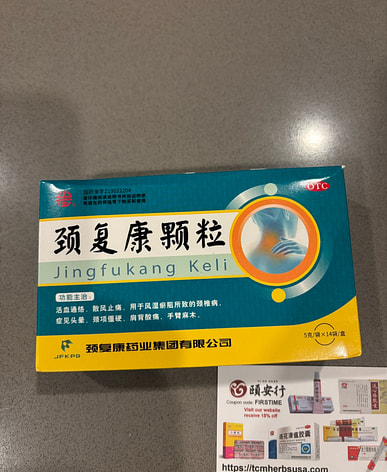 OTC
颈复康颗粒
Jingfukang Keli
功能主治:
活血通络、散风止痛。用于风湿瘀阻所致的颈椎病,
症见头晕、颈项僵硬、肩背酸痛、手臂麻木。
5克/袋×14袋/盒
JFKPG
颈复康药业集团有限公司
颐安行
Coupon code: FIRSTIME
Visit our website
receive 15% off
https://tcmherbsusa.com